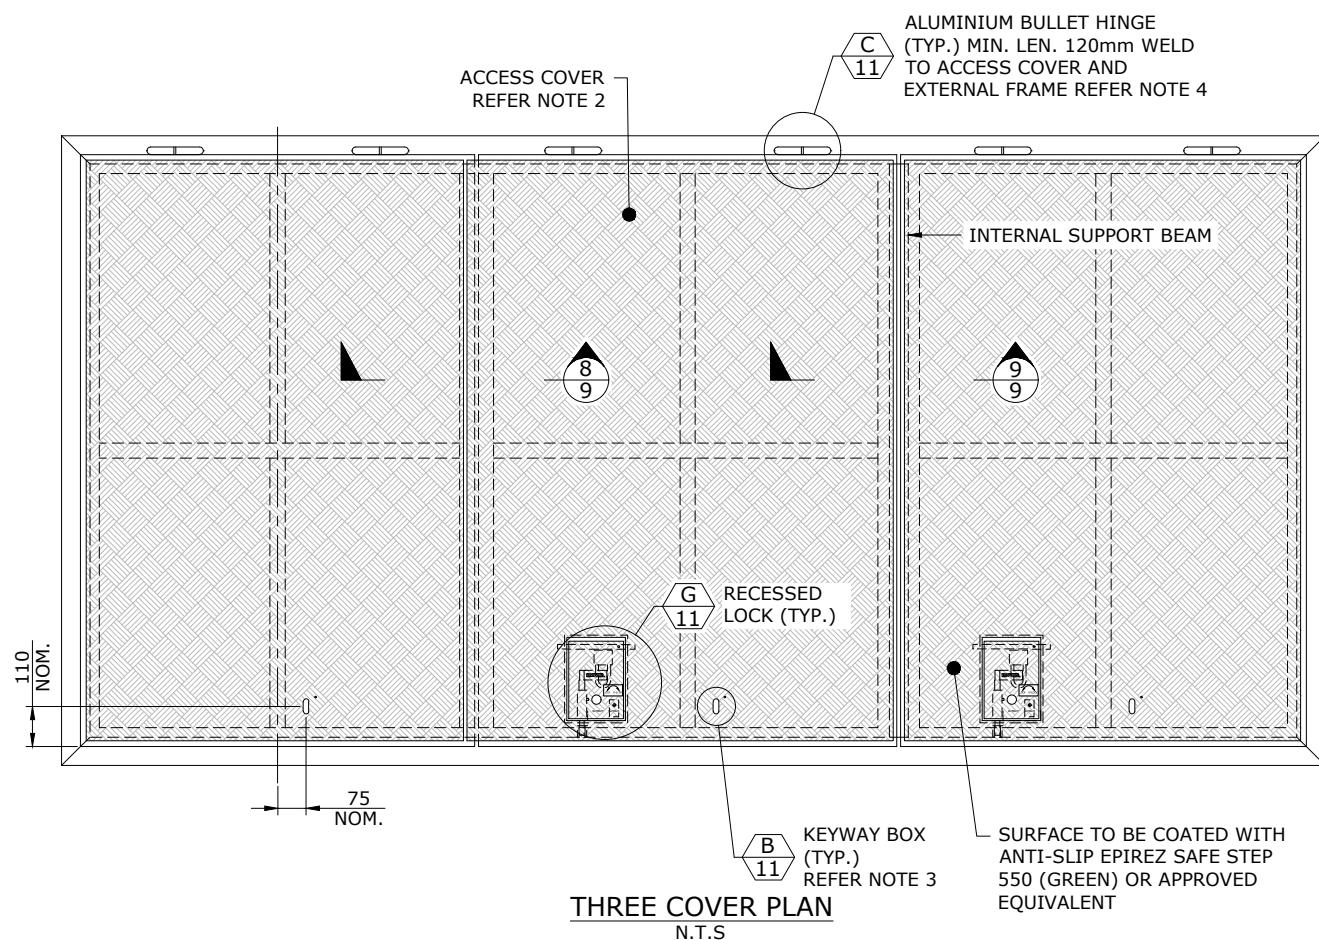 ALUMINIUM BULLET HINGE
(TYP.) MIN. LEN. 120mm WELD
TO ACCESS COVER AND
EXTERNAL FRAME REFER NOTE 4
C
11
ACCESS COVER
REFER NOTE 2
INTERNAL SUPPORT BEAM
8
9
9
9
G
11
RECESSED
LOCK (TYP.)
110
NOM.
75
NOM.
B
11
KEYWAY BOX
(TYP.)
REFER NOTE 3
SURFACE TO BE COATED WITH
ANTI-SLIP EPIREZ SAFE STEP
550 (GREEN) OR APPROVED
EQUIVALENT
THREE COVER PLAN
N.T.S